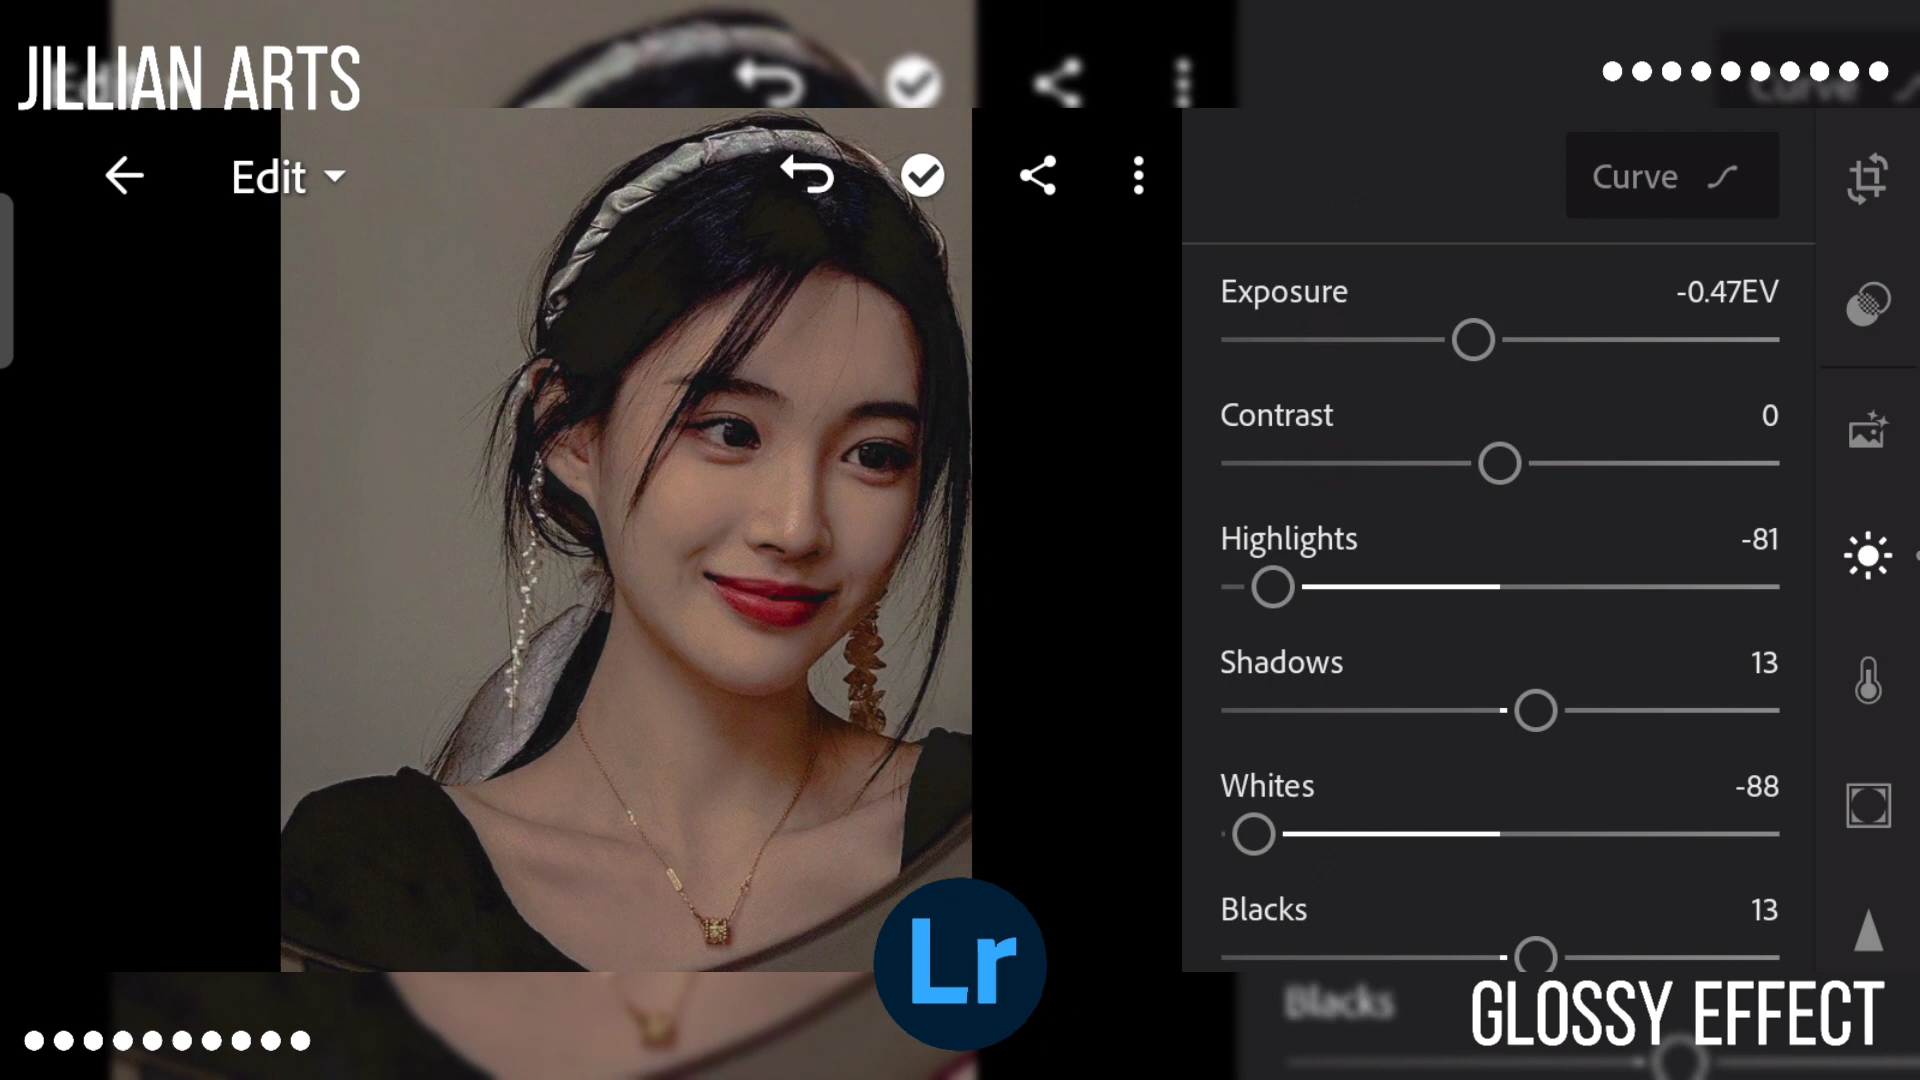 JILLIAN ARTS
Edit
Curve
Exposure -0.47EV
Contrast 0
Highlights -81
Shadows 13
Whites -88
Blacks 13
Lr
Blacks
GLOSSY EFFECT